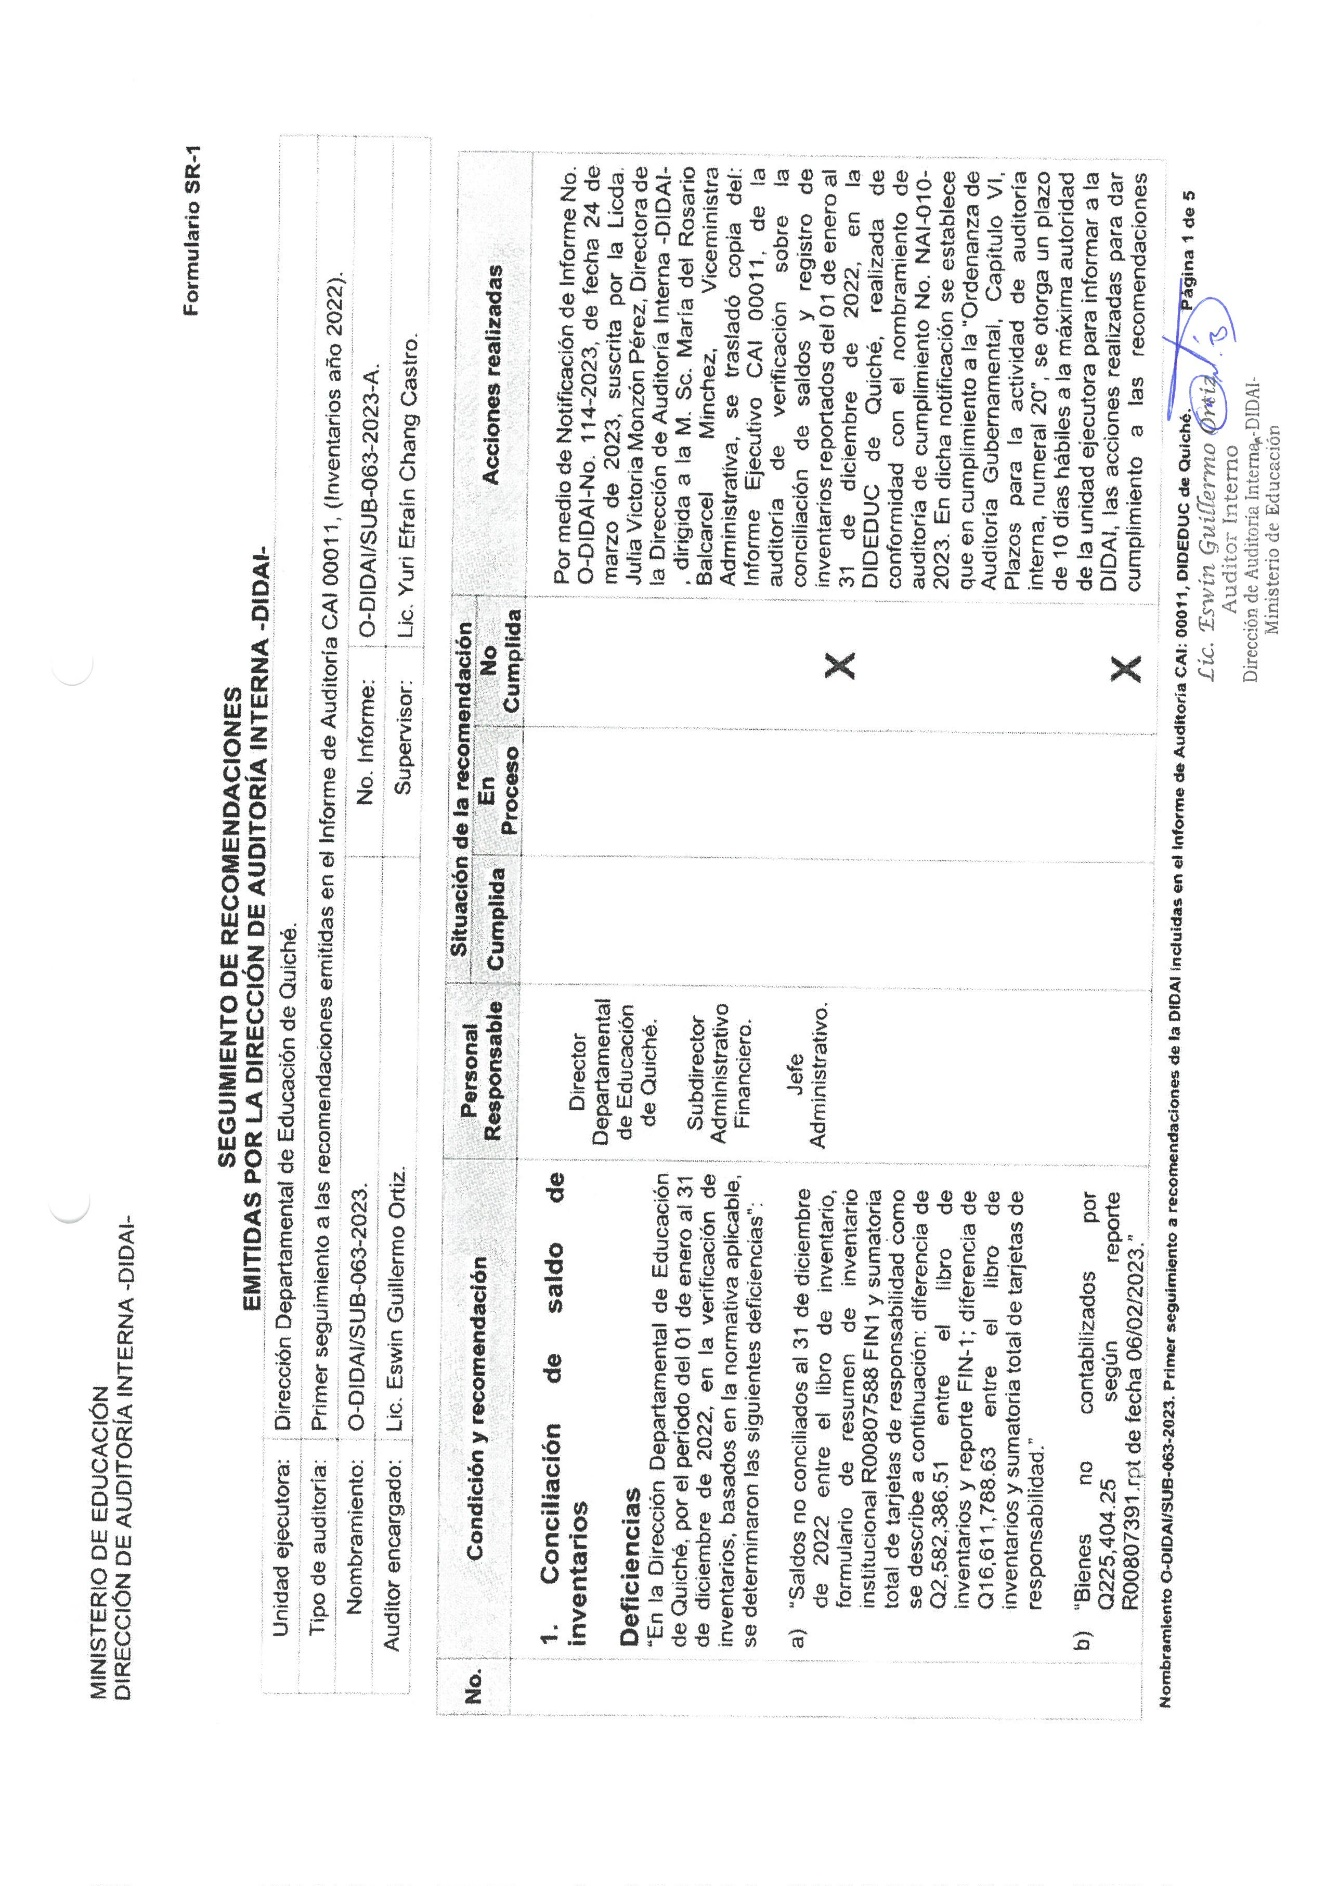 MINISTERIO DE EDUCACIÓN
DIRECCIÓN DE AUDITORÍA INTERNA -DIDAI-
Formulario SR-1
SEGUIMIENTO DE RECOMENDACIONES
EMITIDAS POR LA DIRECCIÓN DE AUDITORÍA INTERNA -DIDAI-
Unidad ejecutora: Dirección Departamental de Educación de Quiché.
Tipo de auditoría: Primer seguimiento a las recomendaciones emitidas en el Informe de Auditoría CAI 00011, (Inventarios año 2022).
Nombramiento: O-DIDAI/SUB-063-2023. No. Informe: O-DIDAI/SUB-063-2023-A.
Auditor encargado: Lic. Eswin Guillermo Ortiz. Supervisor: Lic. Yuri Efraín Chang Castro.
No.
Condición y recomendación
Personal
Responsable
Situación de la recomendación
Cumplida
En
Proceso
No
Cumplida
Acciones realizadas
1. Conciliación de saldo de
inventarios
Deficiencias
“En la Dirección Departamental de Educación
de Quiché, por el periodo del 01 de enero al 31
de diciembre de 2022, en la verificación de
inventarios, basados en la normativa aplicable,
se determinaron las siguientes deficiencias”:
a) “Saldos no conciliados al 31 de diciembre
de 2022 entre el libro de inventario,
formulario de resumen de inventario
institucional R00807588 FIN1 y sumatoria
total de tarjetas de responsabilidad como
se describe a continuación: diferencia de
Q2,582,386.51 entre el libro de
inventarios y reporte FIN-1; diferencia de
Q16,611,788.63 entre el libro de
inventarios y sumatoria total de tarjetas de
responsabilidad.”
b) “Bienes no contabilizados por
Q225,404.25 según reporte
R00807391.rpt de fecha 06/02/2023.”
Director
Departamental
de Educación
de Quiché.
Subdirector
Administrativo
Financiero.
Jefe
Administrativo.
X
X
Por medio de Notificación de Informe No.
O-DIDAI-No. 114-2023, de fecha 24 de
marzo de 2023, suscrita por la Licda.
Julia Victoria Monzón Pérez, Directora de
la Dirección de Auditoría Interna -DIDAI-
, dirigida a la M. Sc. María del Rosario
Balcarcel Minchez, Viceministra
Administrativa, se trasladó copia del:
Informe Ejecutivo CAI 00011, de la
auditoría de verificación sobre la
conciliación de saldos y registro de
inventarios reportados del 01 de enero al
31 de diciembre de 2022, en la
DIDEDUC de Quiché, realizada de
conformidad con el nombramiento de
auditoría de cumplimiento No. NAI-010-
2023. En dicha notificación se establece
que en cumplimiento a la “Ordenanza de
Auditoría Gubernamental, Capítulo VI,
Plazos para la actividad de auditoría
interna, numeral 20”, se otorga un plazo
de 10 días hábiles a la máxima autoridad
de la unidad ejecutora para informar a la
DIDAI, las acciones realizadas para dar
cumplimiento a las recomendaciones
Nombramiento O-DIDAI/SUB-063-2023. Primer seguimiento a recomendaciones de la DIDAI incluidas en el Informe de Auditoría CAI: 00011, DIDEDUC de Quiché. Página 1 de 5
Lic. Eswin Guillermo Ortiz
Auditor Interno
Dirección de Auditoría Interna -DIDAI-
Ministerio de Educación